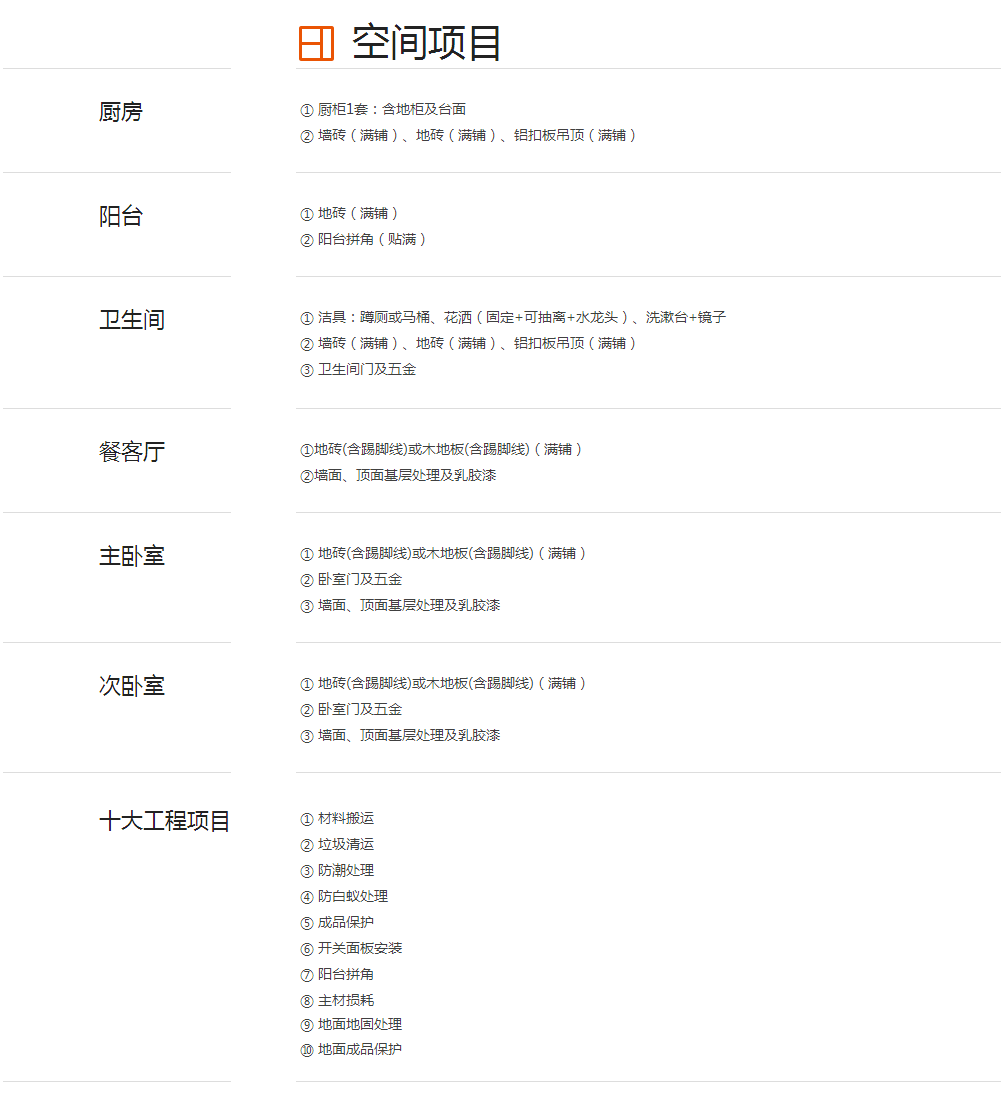 空间项目
厨房
① 厨柜1套：含地柜及台面
② 墙砖（满铺）、地砖（满铺）、铝扣板吊顶（满铺）
阳台
① 地砖（满铺）
② 阳台拼角（贴满）
卫生间
① 洁具：蹲厕或马桶、花洒（固定+可抽离+水龙头）、洗漱台+镜子
② 墙砖（满铺）、地砖（满铺）、铝扣板吊顶（满铺）
③ 卫生间门及五金
餐客厅
①地砖(含踢脚线)或木地板(含踢脚线)（满铺）
②墙面、顶面基层处理及乳胶漆
主卧室
① 地砖(含踢脚线)或木地板(含踢脚线)（满铺）
② 卧室门及五金
③ 墙面、顶面基层处理及乳胶漆
次卧室
① 地砖(含踢脚线)或木地板(含踢脚线)（满铺）
② 卧室门及五金
③ 墙面、顶面基层处理及乳胶漆
十大工程项目
① 材料搬运
② 垃圾清运
③ 防潮处理
④ 防白蚁处理
⑤ 成品保护
⑥ 开关面板安装
⑦ 阳台拼角
⑧ 主材损耗
⑨ 地面地固处理
⑩ 地面成品保护